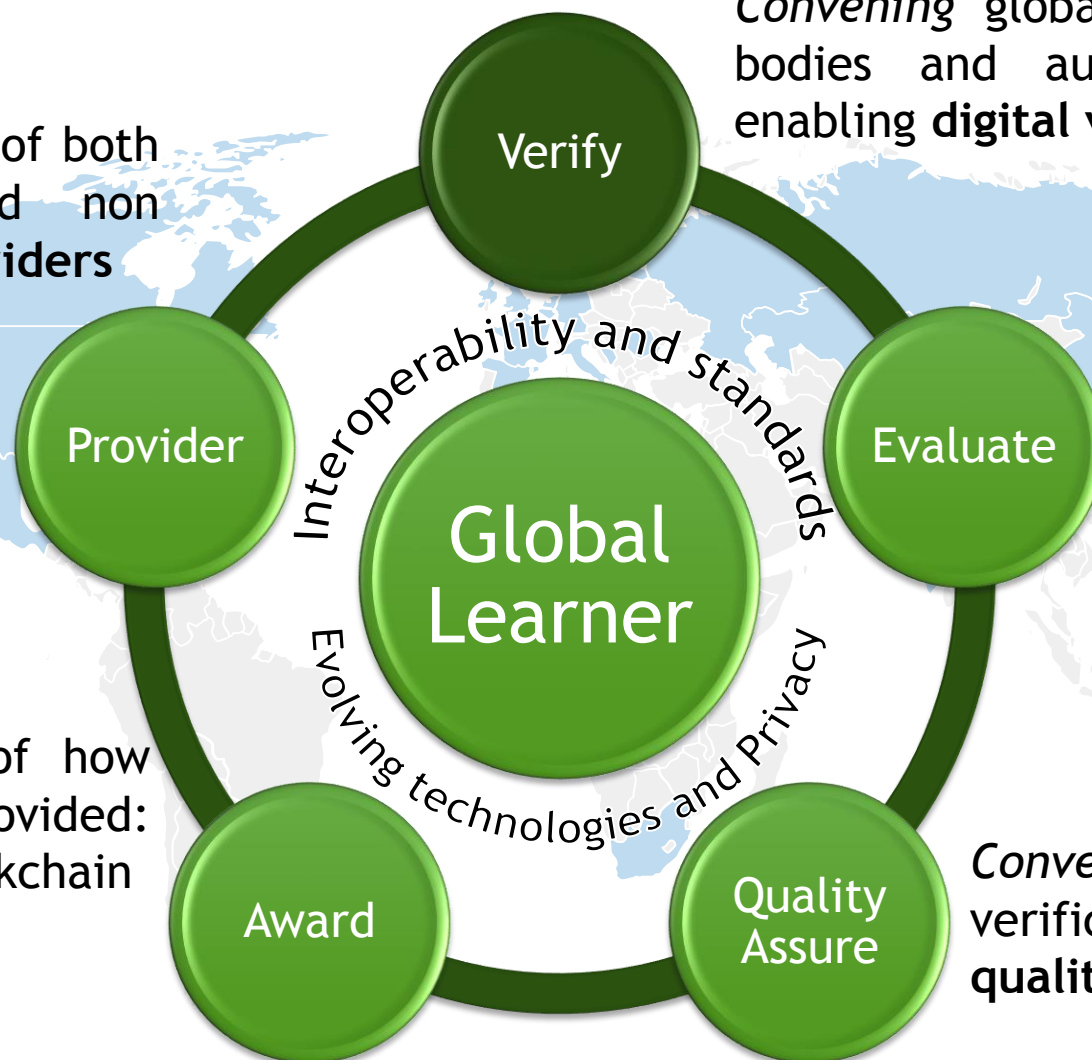 Convening
bodies and
enabling digital
of both
non
Verify
Provider
Evaluate
Interoperability and standards
Global
Learner
Evolving technologies and Privacy
of how
Award
Quality
Assure